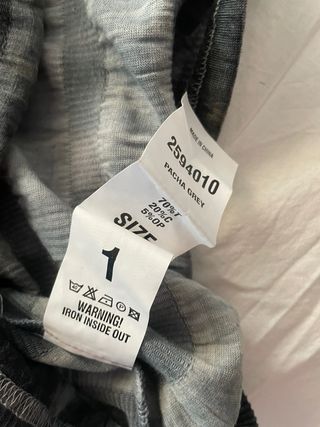 MADE IN CHINA
2594010
PACHA GREY
70%T
20%C
5%OP
SIZE
1
WARNING!
IRON INSIDE OUT